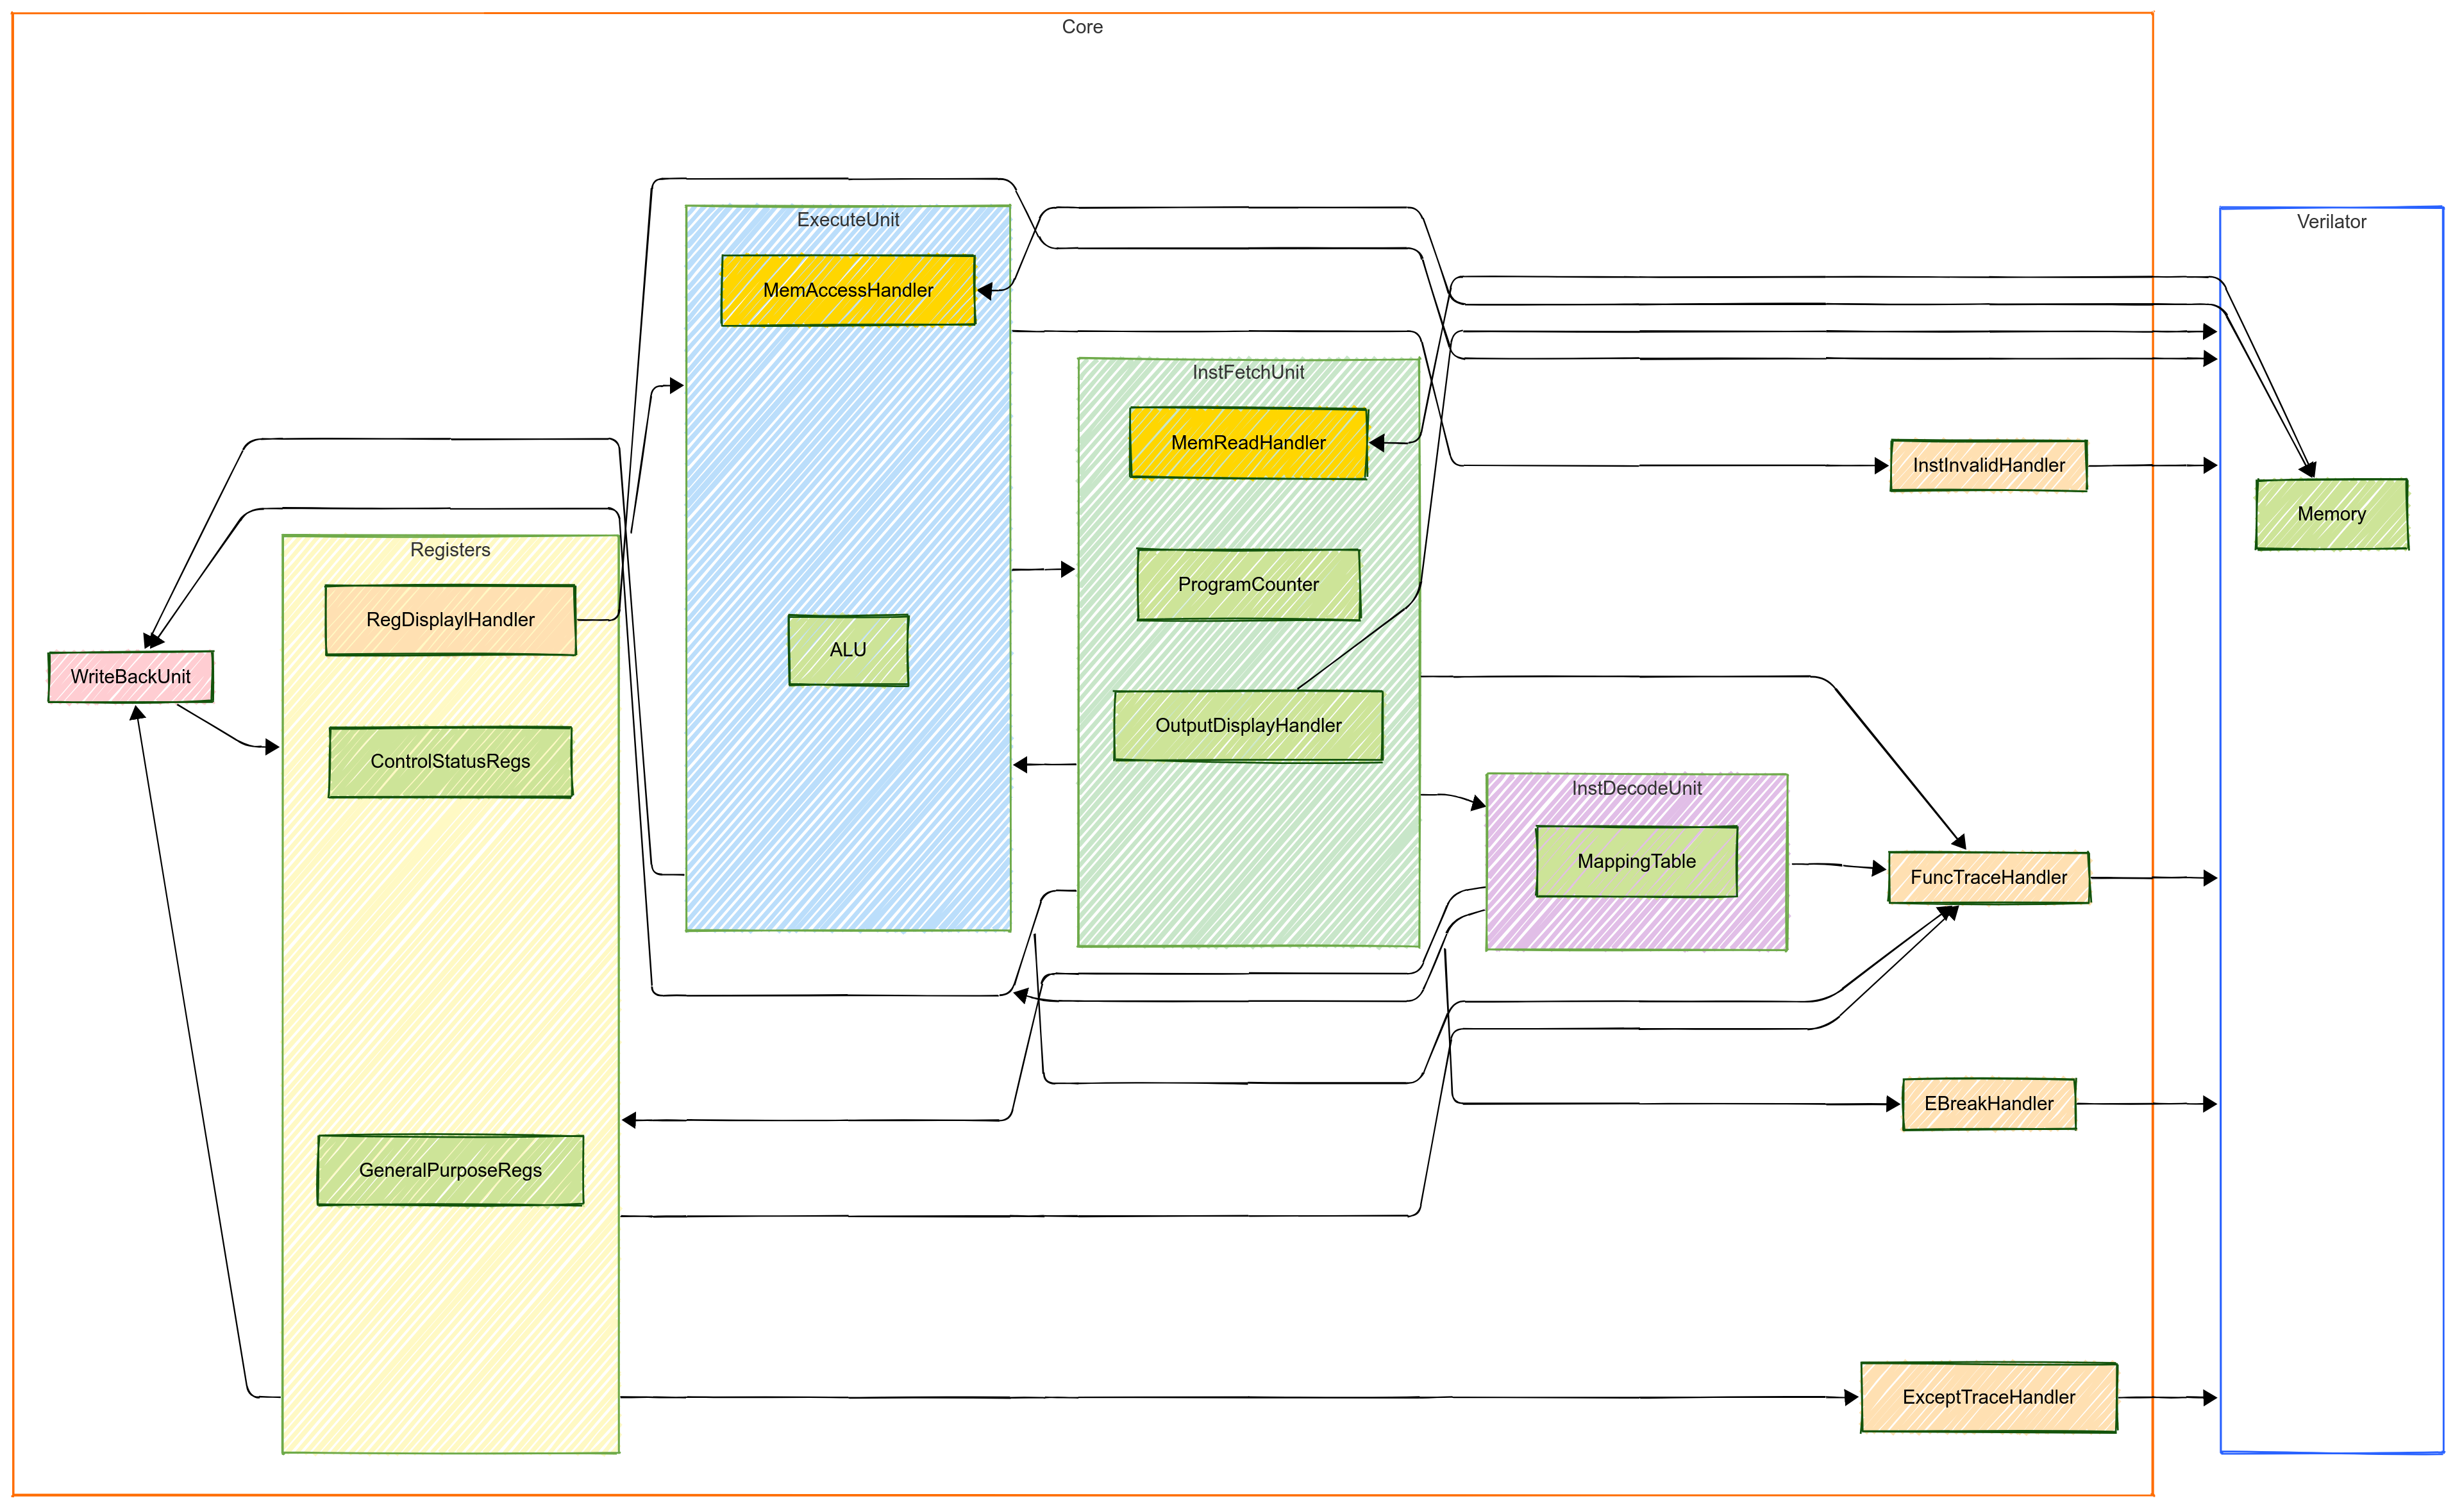 Core
ExecuteUnit
MemAccessHandler
ALU
InstFetchUnit
MemReadHandler
ProgramCounter
OutputDisplayHandler
Registers
RegDisplaylHandler
ControlStatusRegs
GeneralPurposeRegs
WriteBackUnit
InstDecodeUnit
MappingTable
InstInvalidHandler
FuncTraceHandler
EBreakHandler
ExceptTraceHandler
Verilator
Memory